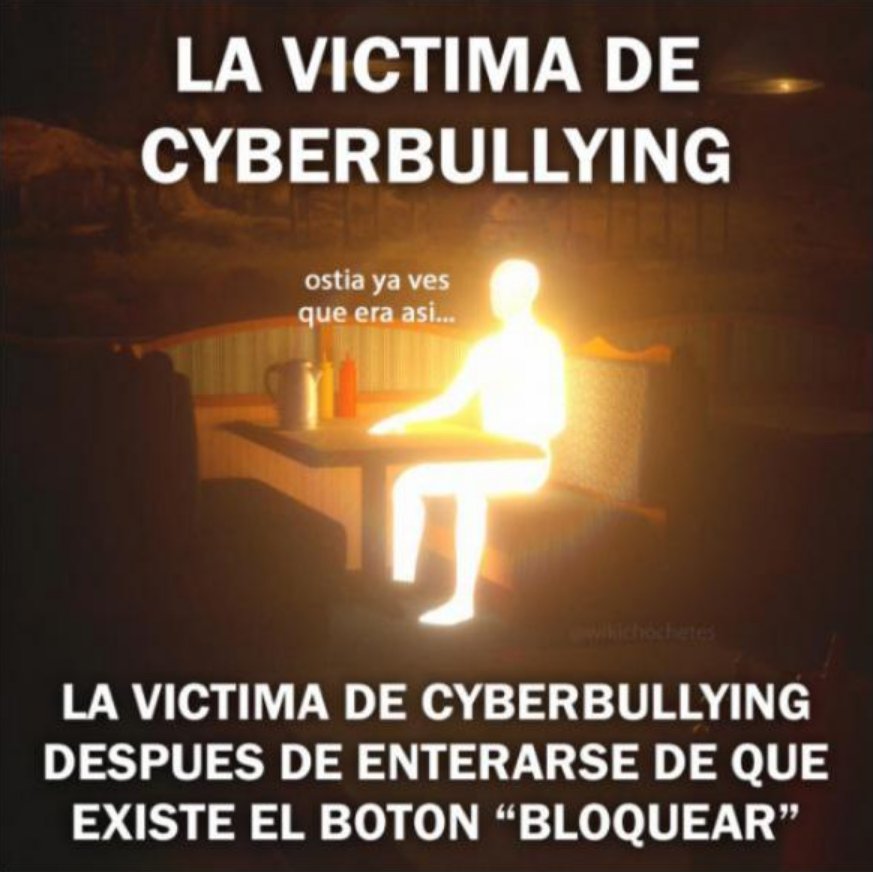 LA VICTIMA DE
CYBERBULLYING
ostia ya ves
que era asi...
@wikichochetes
LA VICTIMA DE CYBERBULLYING
DESPUES DE ENTERARSE DE QUE
EXISTE EL BOTON “BLOQUEAR”